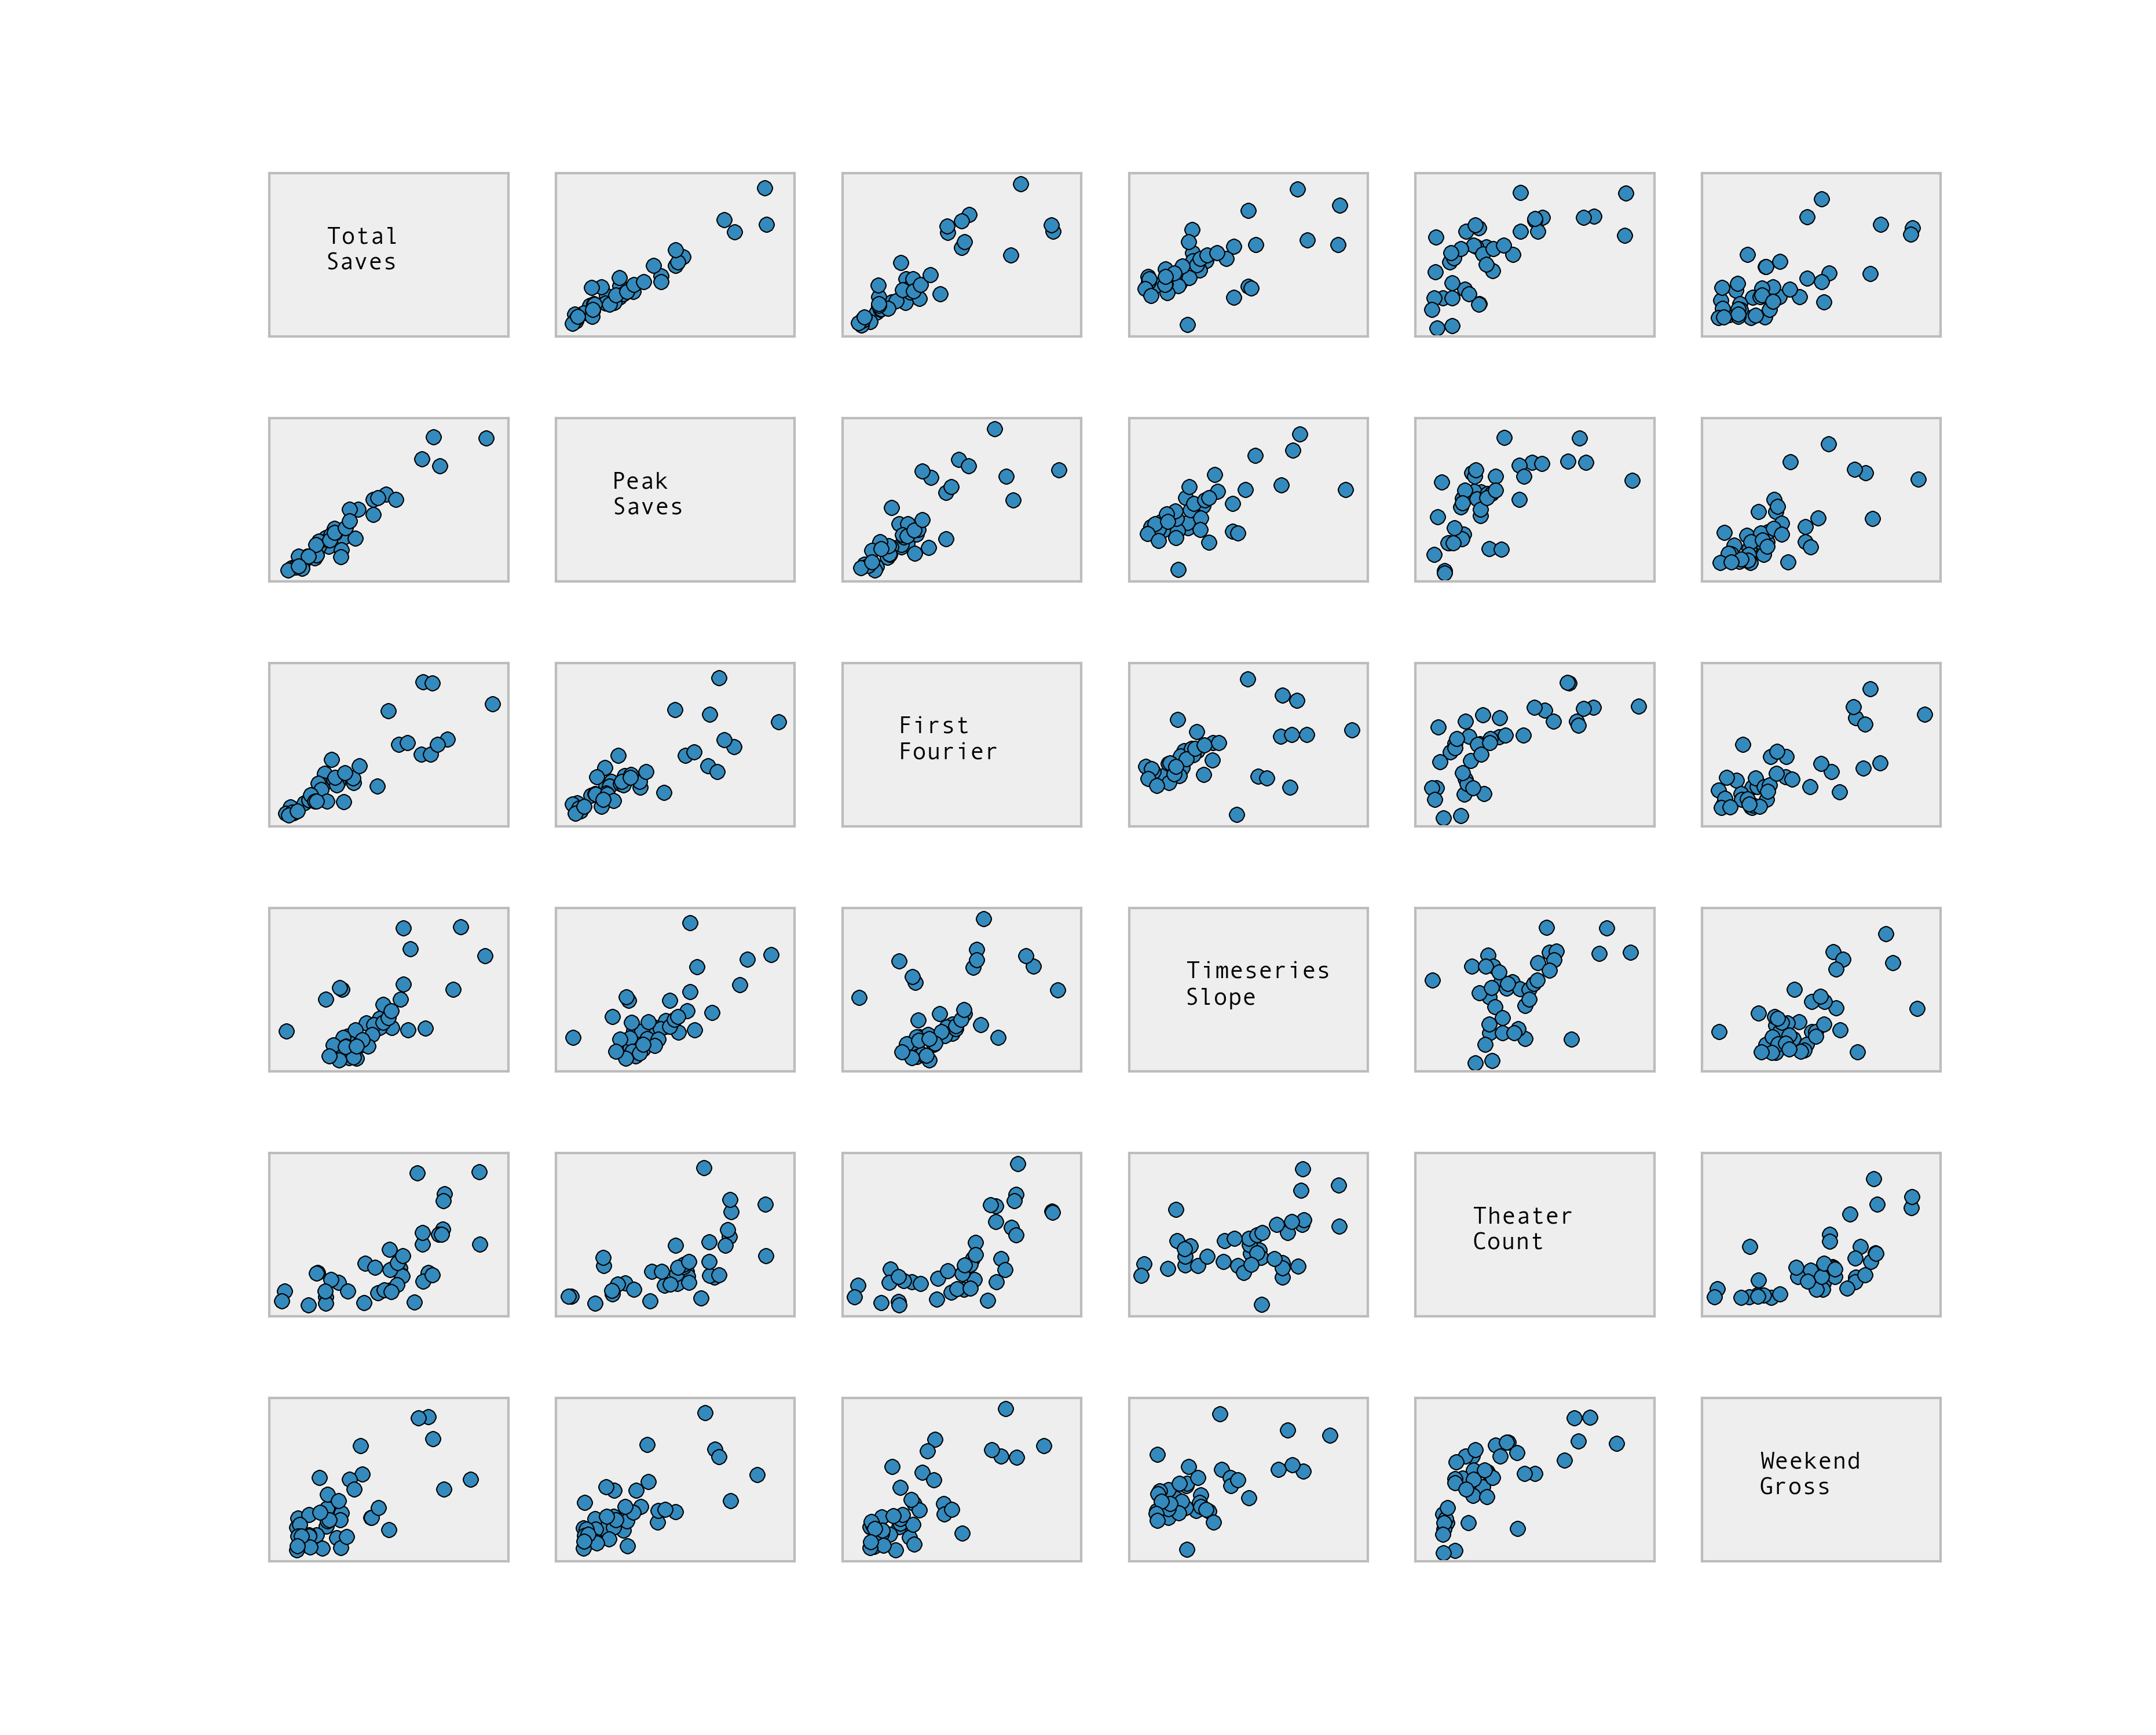 Total
Saves
Peak
Saves
First
Fourier
Timeseries
Slope
Theater
Count
Weekend
Gross